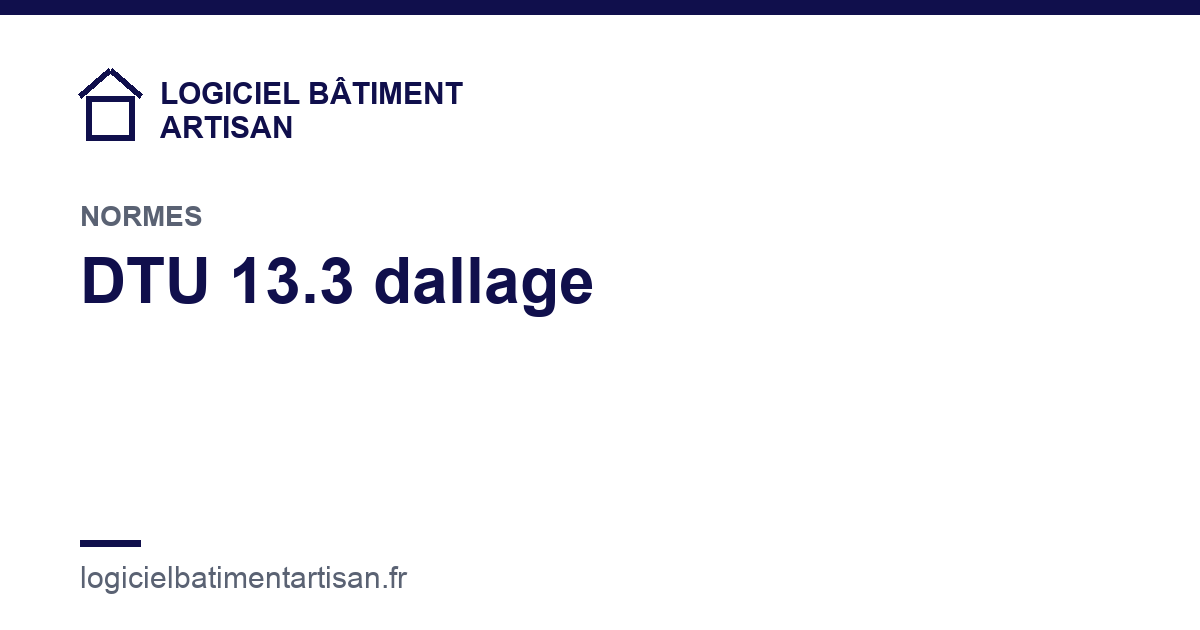 LOGICIEL BÂTIMENT
ARTISAN
NORMES
DTU 13.3 dallage
logicielbatimentartisan.fr